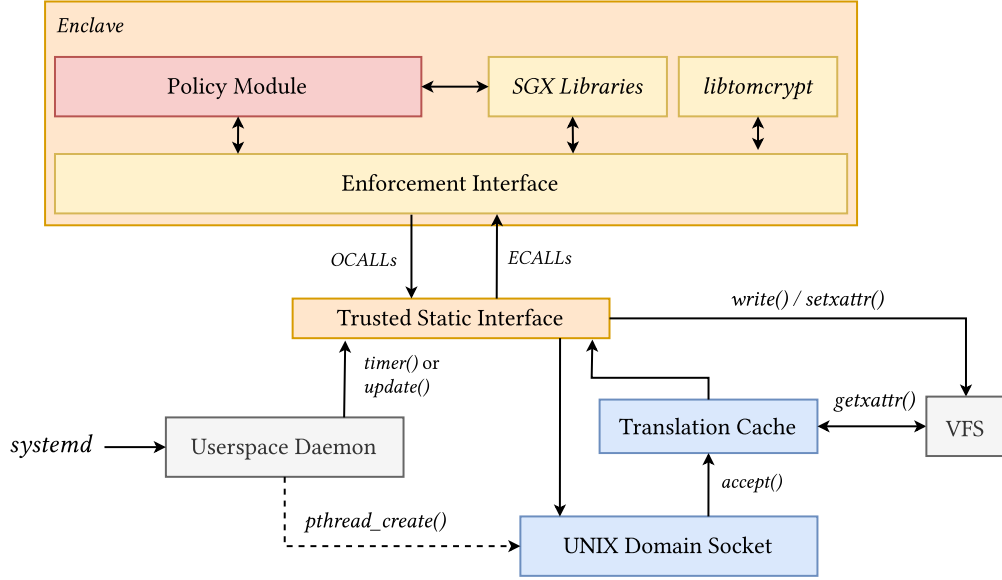 Enclave
Policy Module
SGX Libraries
libtomcrypt
Enforcement Interface
OCALLs
ECALLs
write() / setxattr()
Trusted Static Interface
timer() or
update()
getxattr()
systemd
Userspace Daemon
Translation Cache
VFS
accept()
pthread_create()
UNIX Domain Socket